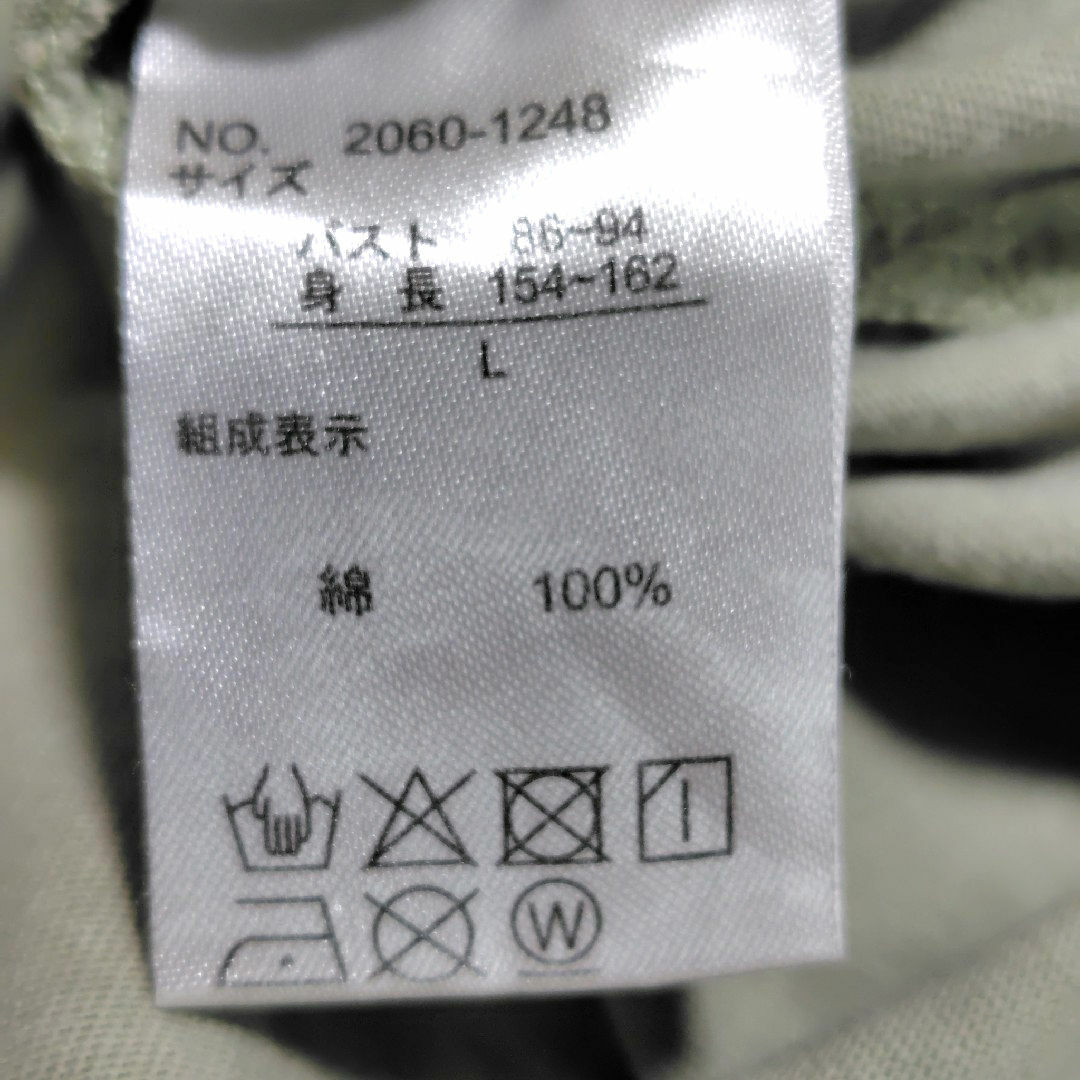 NO. 2060-1248
サイズ
バスト 86~94
身 長 154~162
L
組成表示
綿 100%
W